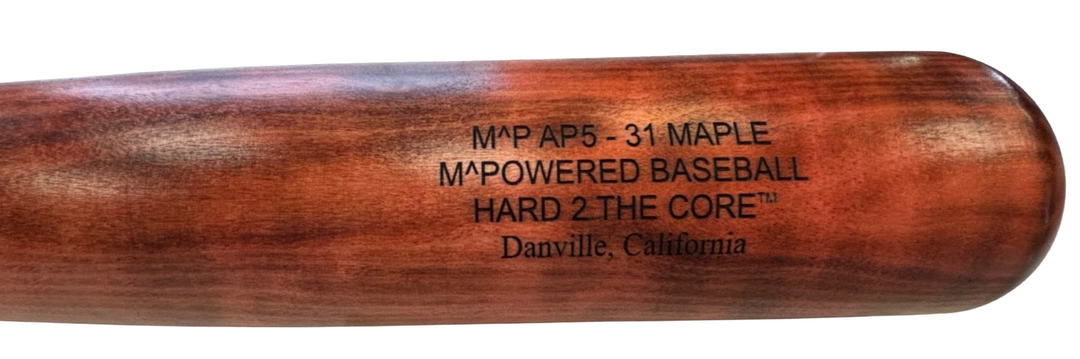 M^P AP5 - 31 MAPLE
M^POWERED BASEBALL
HARD 2 THE CORE™
Danville, California